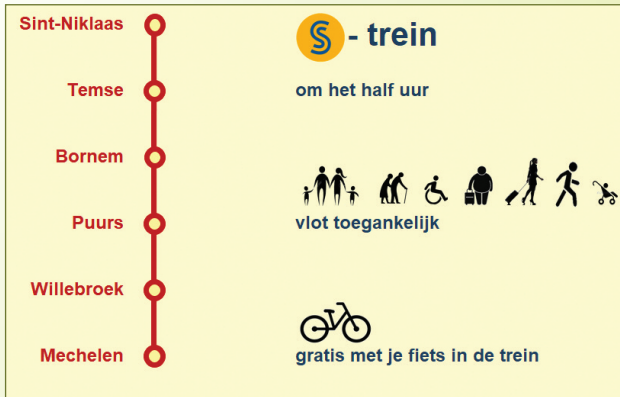 Sint-Niklaas
Temse
Bornem
Puurs
Willebroek
Mechelen
S - trein
om het half uur
vlot toegankelijk
gratis met je fiets in de trein